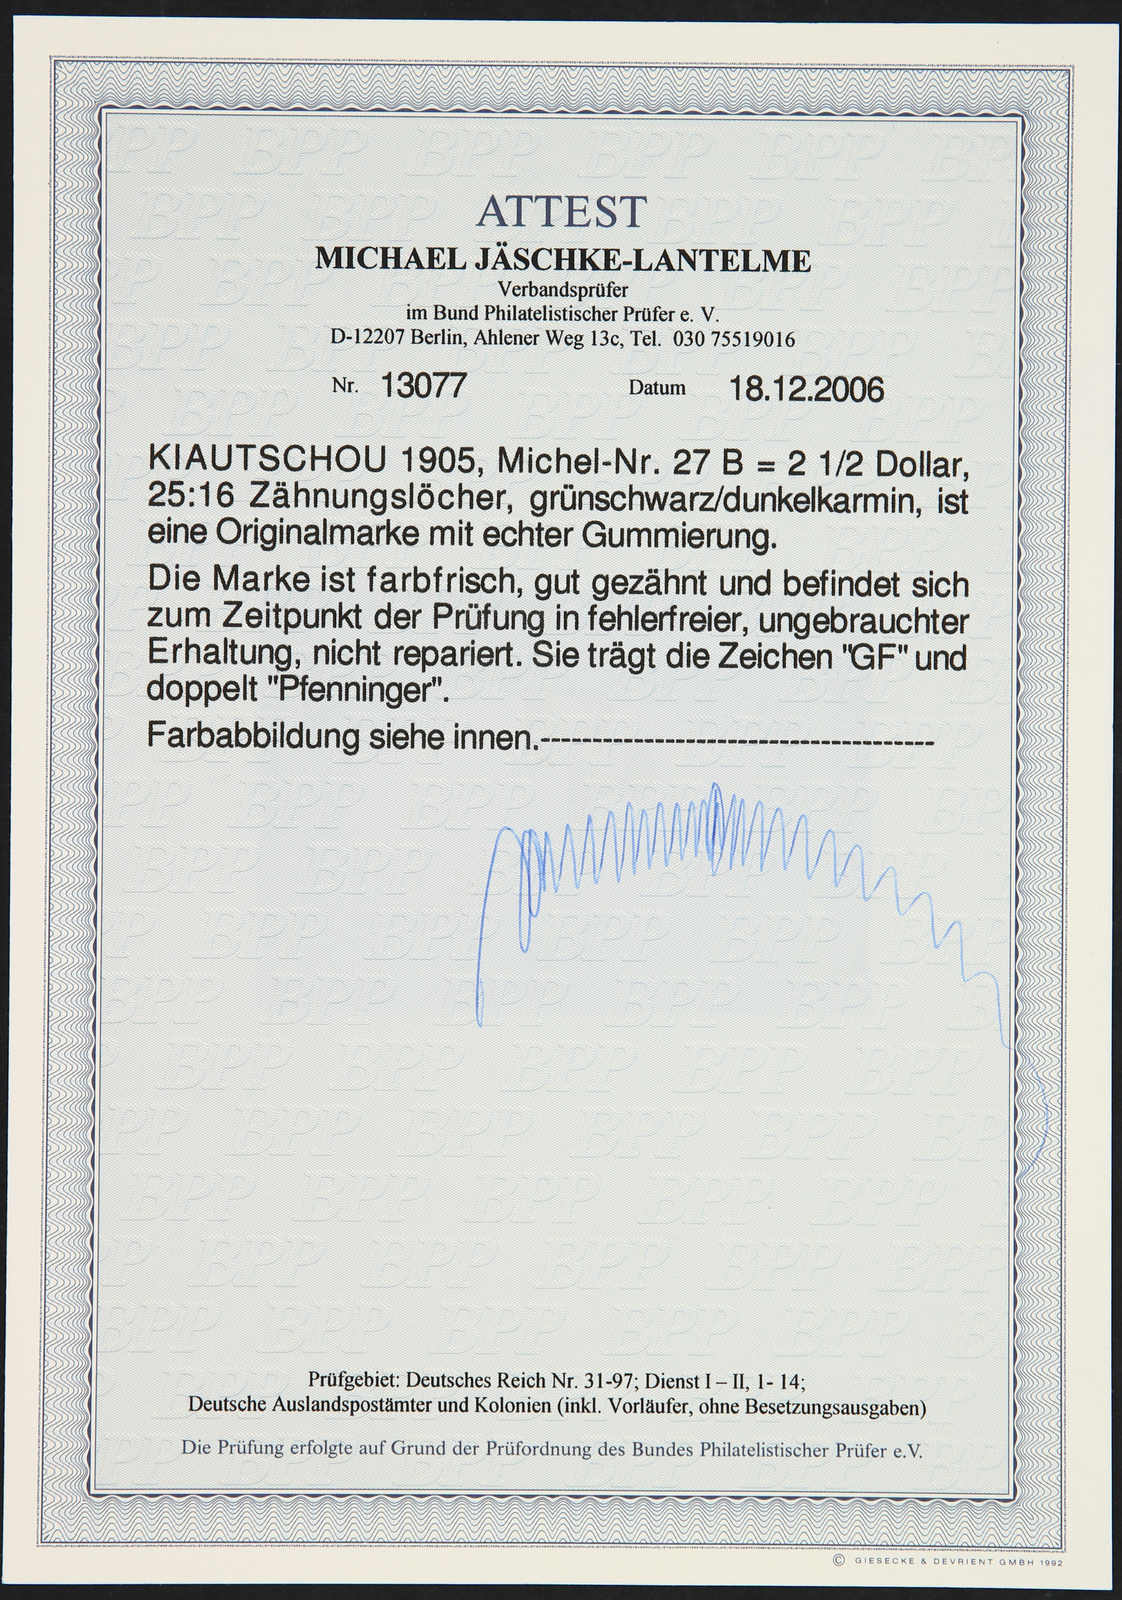 ATTEST
MICHAEL JÄSCHKE-LANTELME
Verbandsprüfer
im Bund Philatelistischer Prüfer e. V.
D-12207 Berlin, Ahlener Weg 13c, Tel. 030 75519016
Nr. 13077 Datum 18.12.2006
KIAUTSCHOU 1905, Michel-Nr. 27 B = 2 1/2 Dollar,
25:16 Zähnungslöcher, grünschwarz/dunkelkarmin, ist
eine Originalmarke mit echter Gummierung.
Die Marke ist farbfrisch, gut gezähnt und befindet sich
zum Zeitpunkt der Prüfung in fehlerfreier, ungebrauchter
Erhaltung, nicht repariert. Sie trägt die Zeichen "GF" und
doppelt "Pfenninger".
Farbabbildung siehe innen.--------------------------------------
Prüfgebiet: Deutsches Reich Nr. 31-97; Dienst I – II, 1- 14;
Deutsche Auslandspostämter und Kolonien (inkl. Vorläufer, ohne Besetzungsausgaben)
Die Prüfung erfolgte auf Grund der Prüfordnung des Bundes Philatelistischer Prüfer e.V.
© GIESECKE & DEVRIENT GMBH 1992